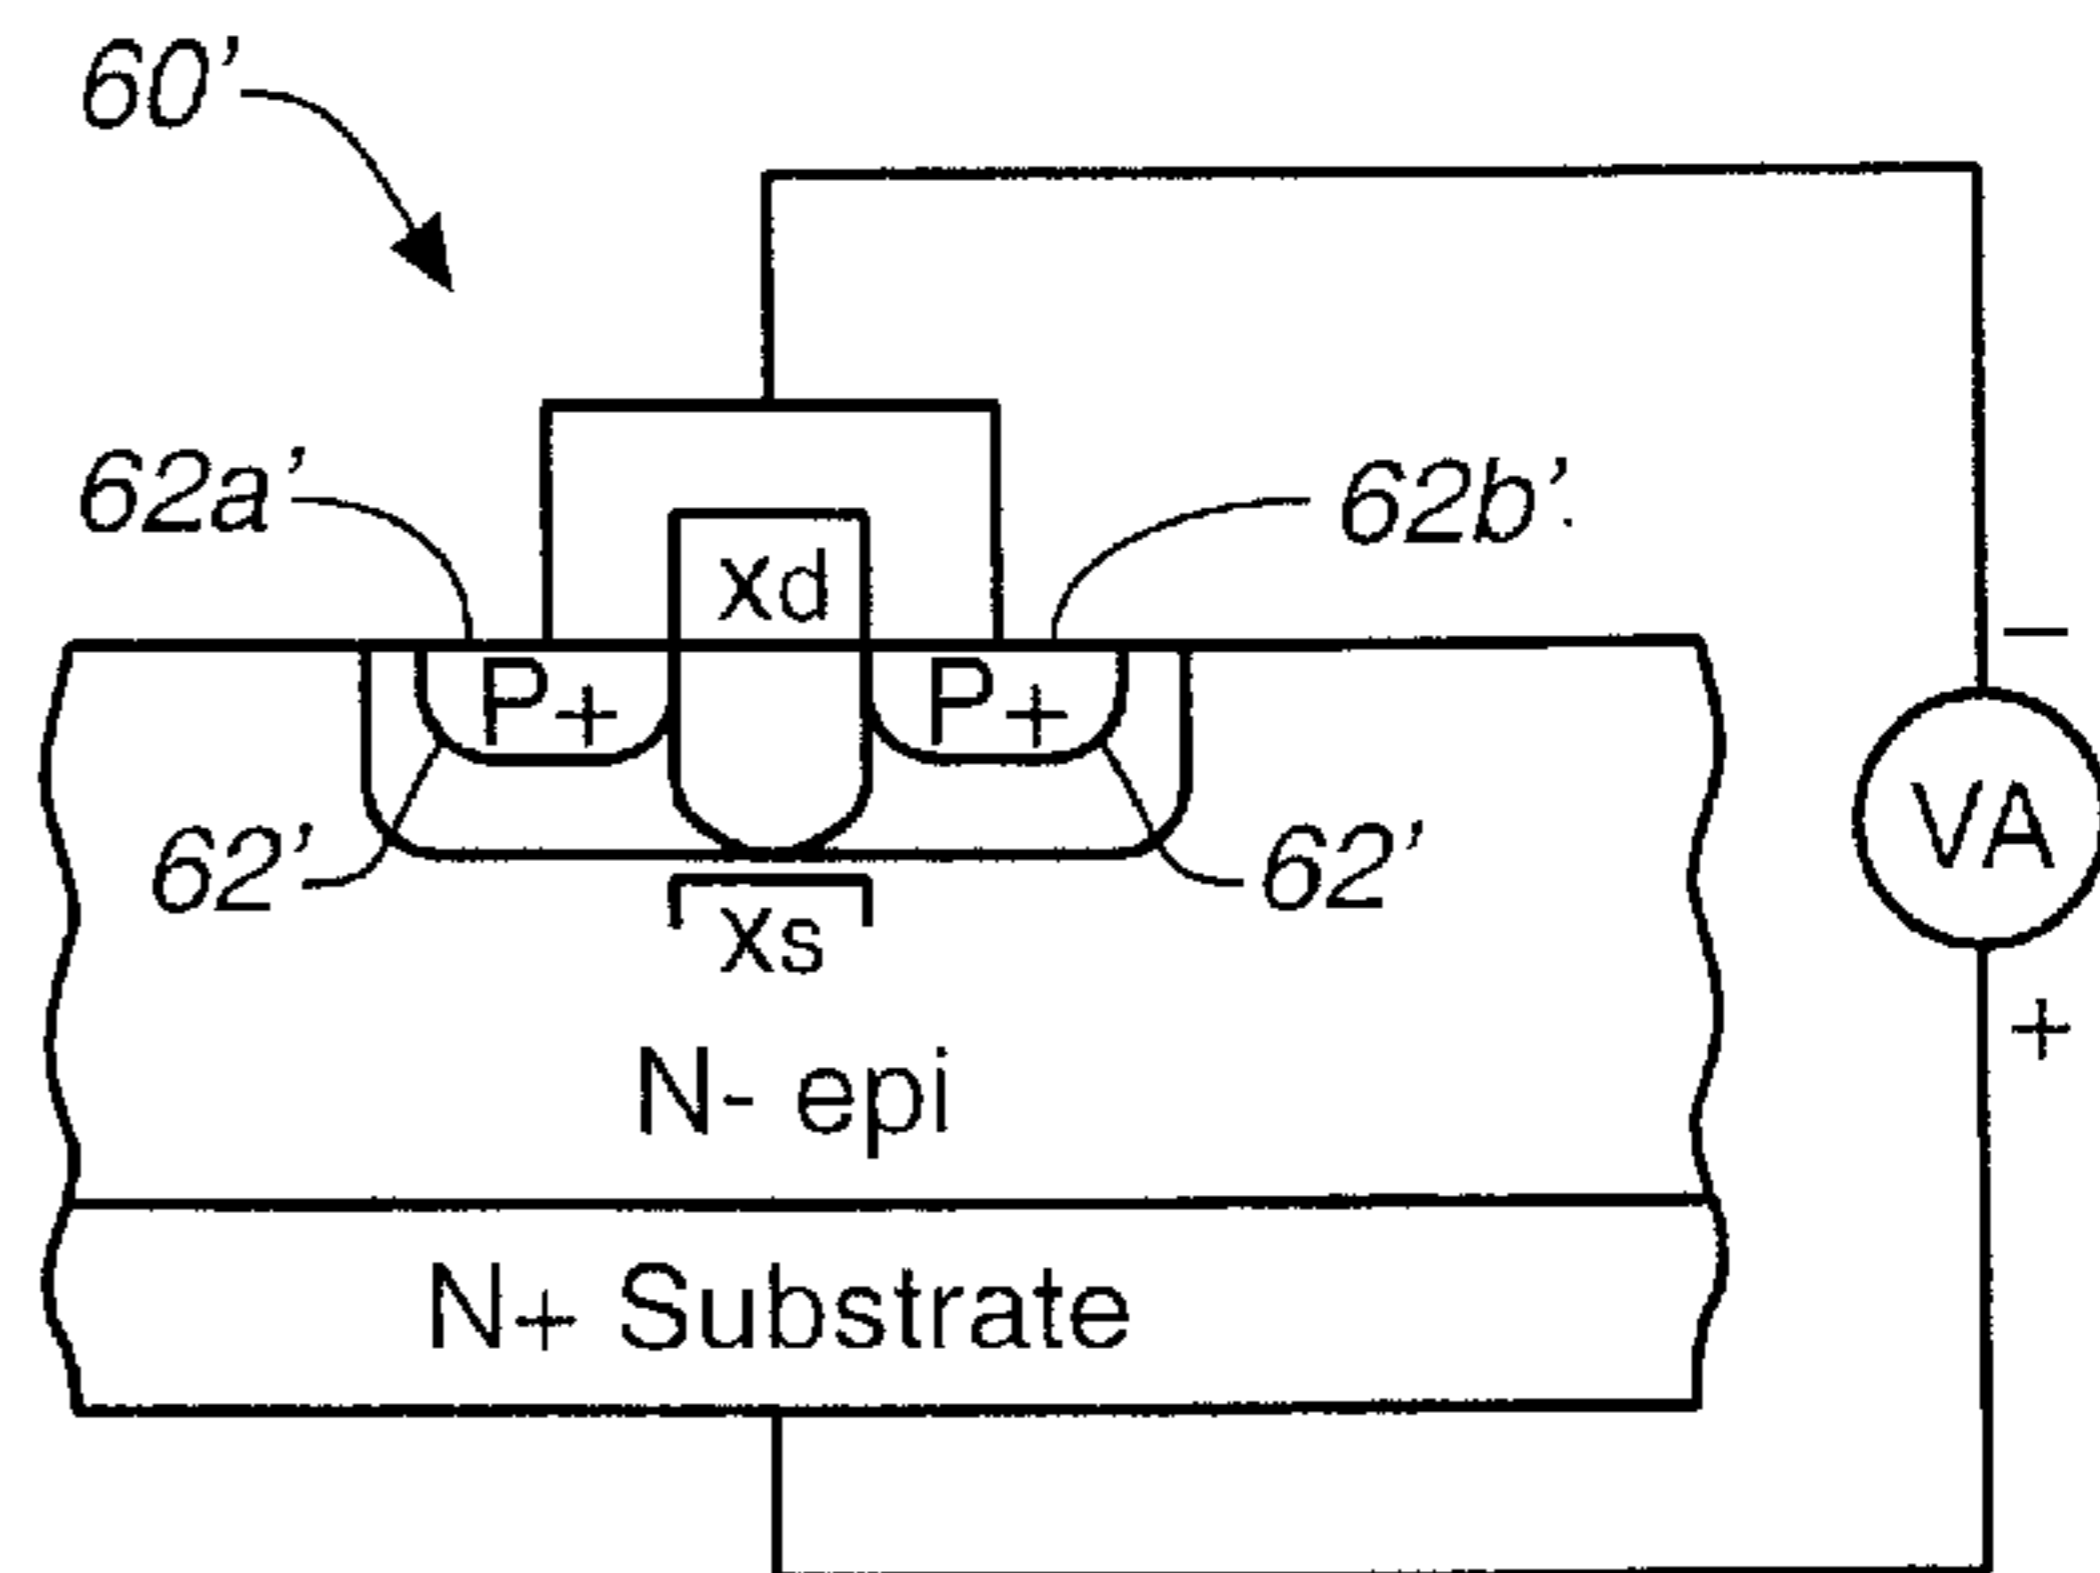 60’
62a’
62b’.
xd
P+
P+
–
VA
62’
62’
xs
+
N- epi
N+ Substrate